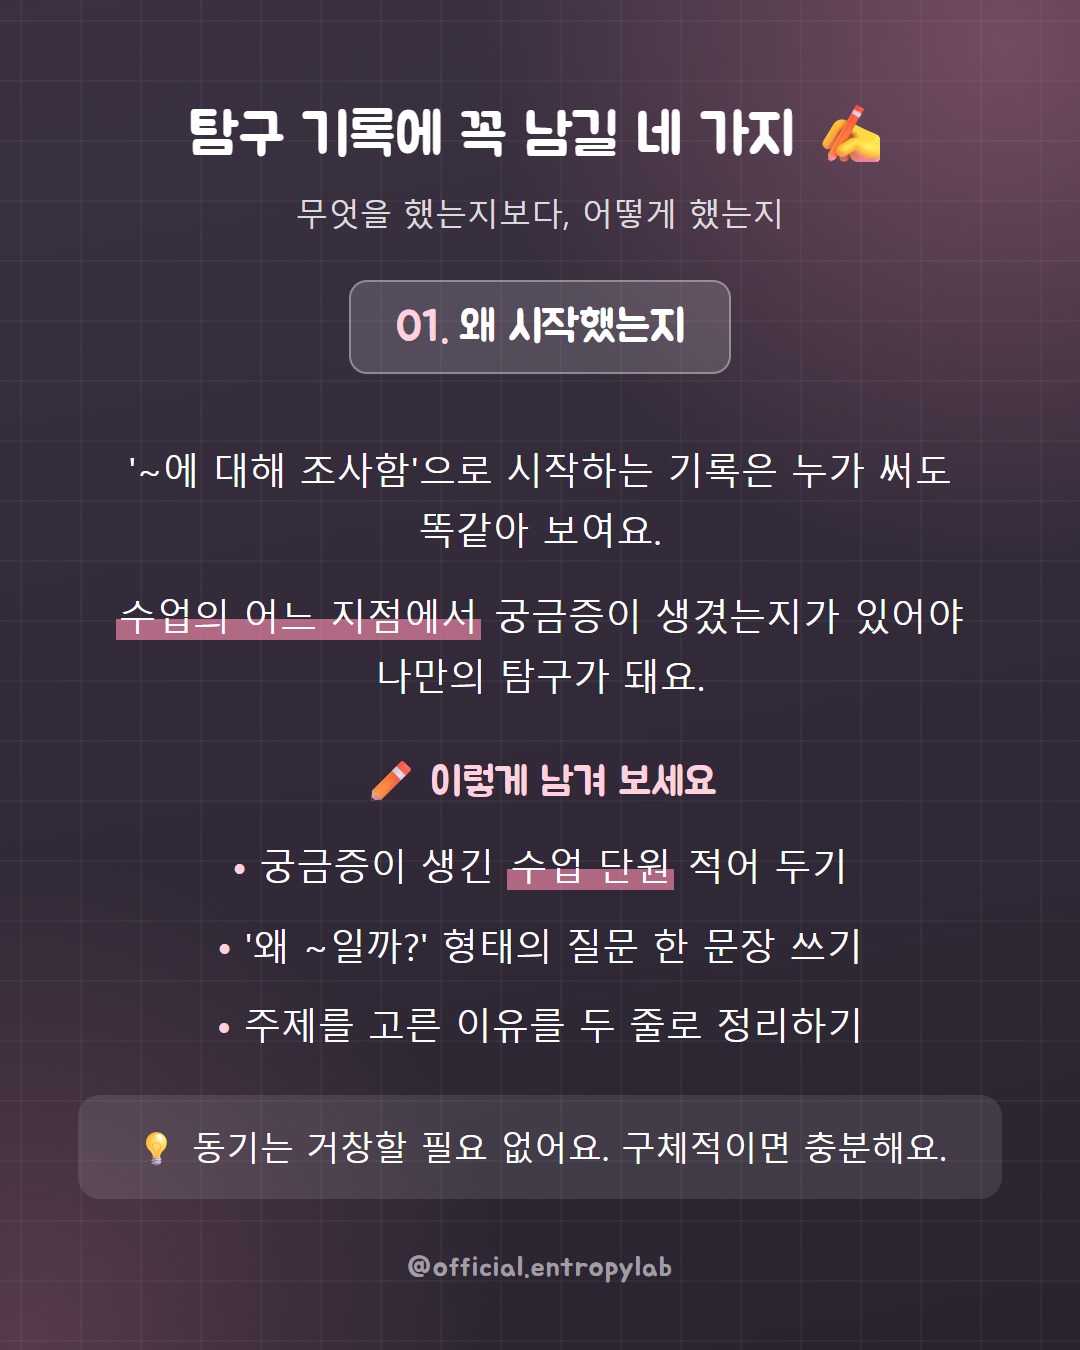 탐구 기록에 꼭 남길 네 가지 ✍️
무엇을 했는지보다, 어떻게 했는지
01. 왜 시작했는지
'~에 대해 조사함'으로 시작하는 기록은 누가 써도
똑같아 보여요.
수업의 어느 지점에서 궁금증이 생겼는지가 있어야
나만의 탐구가 돼요.
✏️ 이렇게 남겨 보세요
• 궁금증이 생긴 수업 단원 적어 두기
• '왜 ~일까?' 형태의 질문 한 문장 쓰기
• 주제를 고른 이유를 두 줄로 정리하기
💡 동기는 거창할 필요 없어요. 구체적이면 충분해요.
@official.entropylab